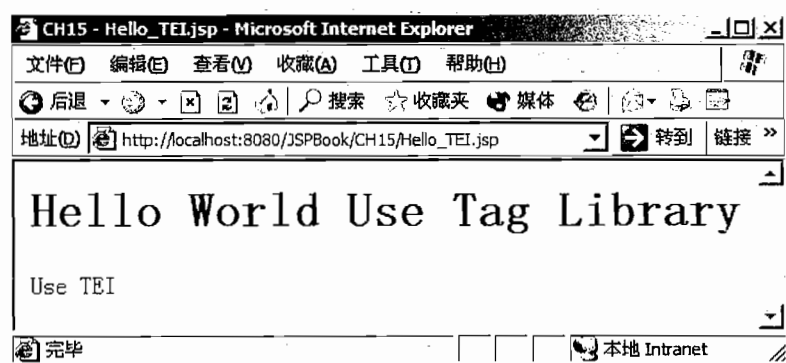 CH15 - Hello_TEI.jsp - Microsoft Internet Explorer
文件(F) 编辑(E) 查看(V) 收藏(A) 工具(T) 帮助(H)
后退 搜索 收藏夹 媒体
地址(D) http://localhost:8080/JSPBook/CH15/Hello_TEI.jsp 转到 链接 »
Hello World Use Tag Library
Use TEI
完毕 本地 Intranet